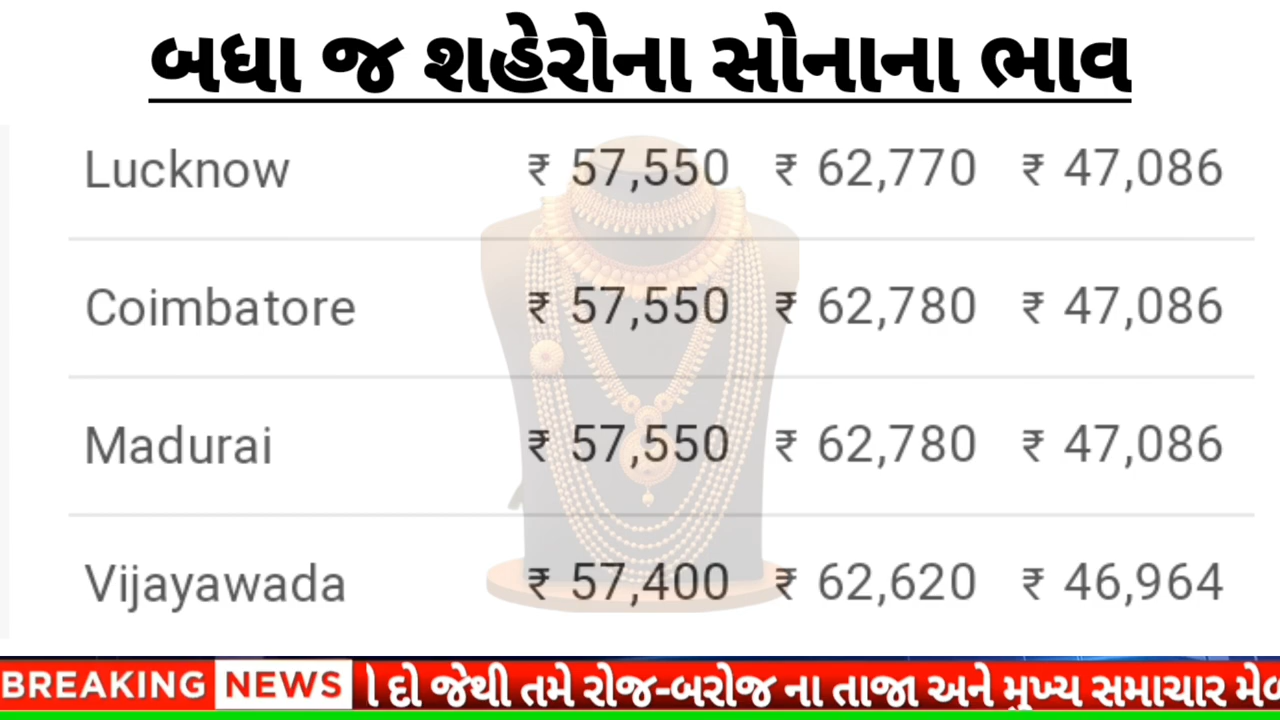 બધા જ શહેરોના સોનાના ભાવ
Lucknow ₹ 57,550 ₹ 62,770 ₹ 47,086
Coimbatore ₹ 57,550 ₹ 62,780 ₹ 47,086
Madurai ₹ 57,550 ₹ 62,780 ₹ 47,086
Vijayawada ₹ 57,400 ₹ 62,620 ₹ 46,964
BREAKING NEWS દો જેથી તમે રોજ-બરોજ ના તાજા અને મુખ્ય સમાચાર